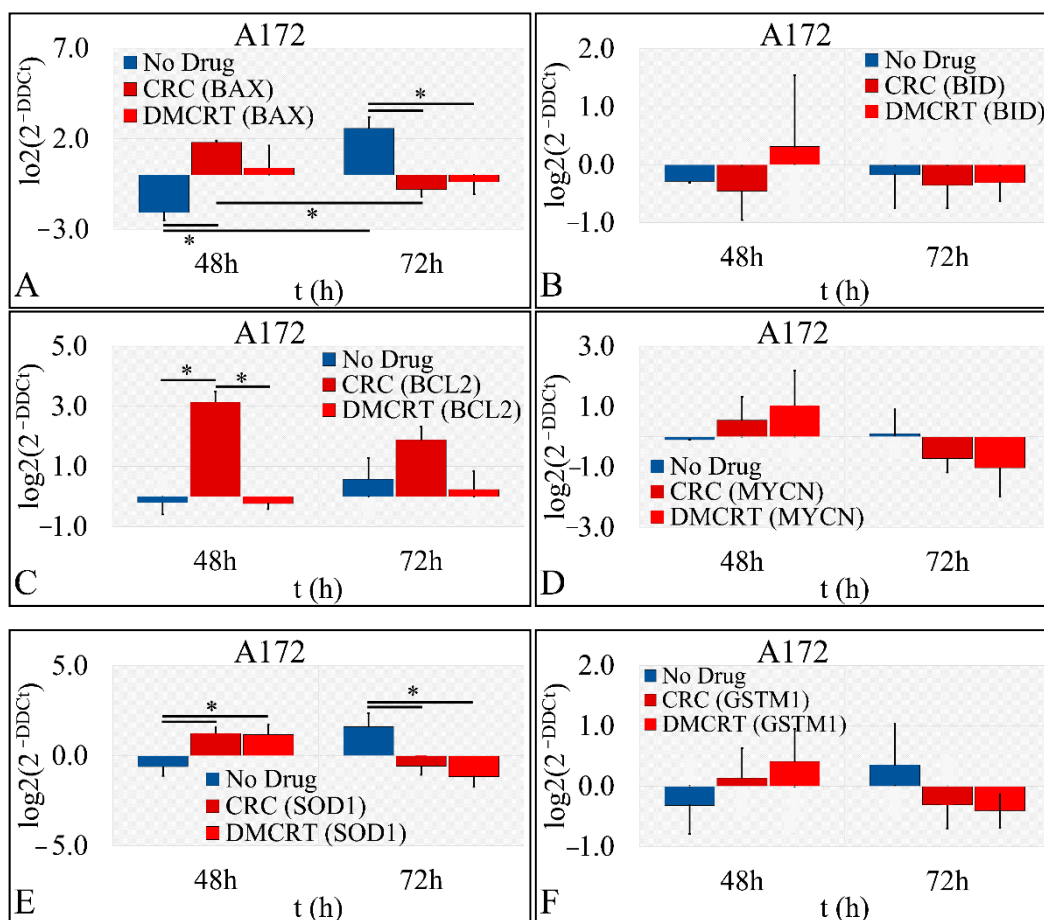 A172
7.0
2.0
−3.0
lo2(2⁻ᴰᴰᶜᵗ)
No Drug
CRC (BAX)
DMCRT (BAX)
*
*
*
48h
72h
t (h)
A
A172
2.0
1.0
0.0
−1.0
log2(2⁻ᴰᴰᶜᵗ)
No Drug
CRC (BID)
DMCRT (BID)
48h
72h
t (h)
B
A172
5.0
3.0
1.0
−1.0
log2(2⁻ᴰᴰᶜᵗ)
No Drug
CRC (BCL2)
DMCRT (BCL2)
*
*
48h
72h
t (h)
C
A172
3.0
1.0
−1.0
−3.0
log2(2⁻ᴰᴰᶜᵗ)
No Drug
CRC (MYCN)
DMCRT (MYCN)
48h
72h
t (h)
D
A172
5.0
0.0
−5.0
log2(2⁻ᴰᴰᶜᵗ)
*
*
No Drug
CRC (SOD1)
DMCRT (SOD1)
48h
72h
t (h)
E
A172
2.0
1.0
0.0
−1.0
log2(2⁻ᴰᴰᶜᵗ)
No Drug
CRC (GSTM1)
DMCRT (GSTM1)
48h
72h
t (h)
F